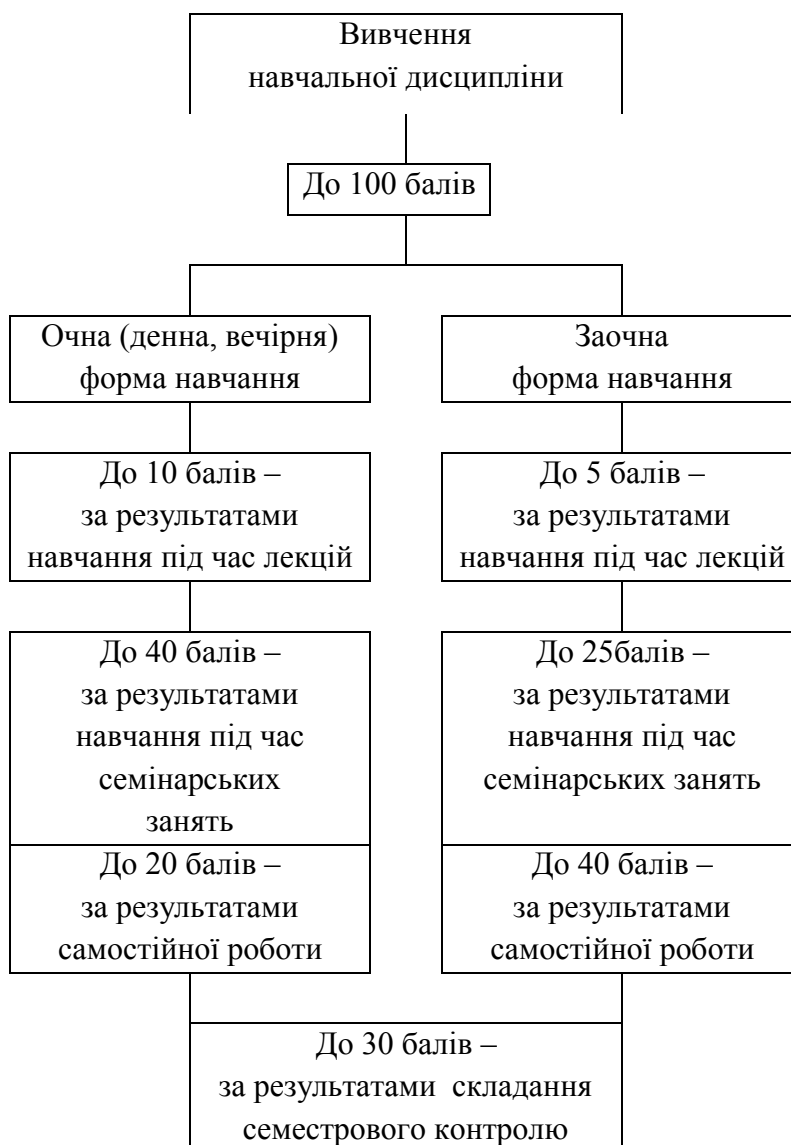 Вивчення
навчальної дисципліни
До 100 балів
Очна (денна, вечірня)
форма навчання
До 10 балів –
за результатами
навчання під час лекцій
До 40 балів –
за результатами
навчання під час
семінарських
занять
До 20 балів –
за результатами
самостійної роботи
Заочна
форма навчання
До 5 балів –
за результатами
навчання під час лекцій
До 25балів –
за результатами
навчання під час
семінарських занять
До 40 балів –
за результатами
самостійної роботи
До 30 балів –
за результатами складання
семестрового контролю